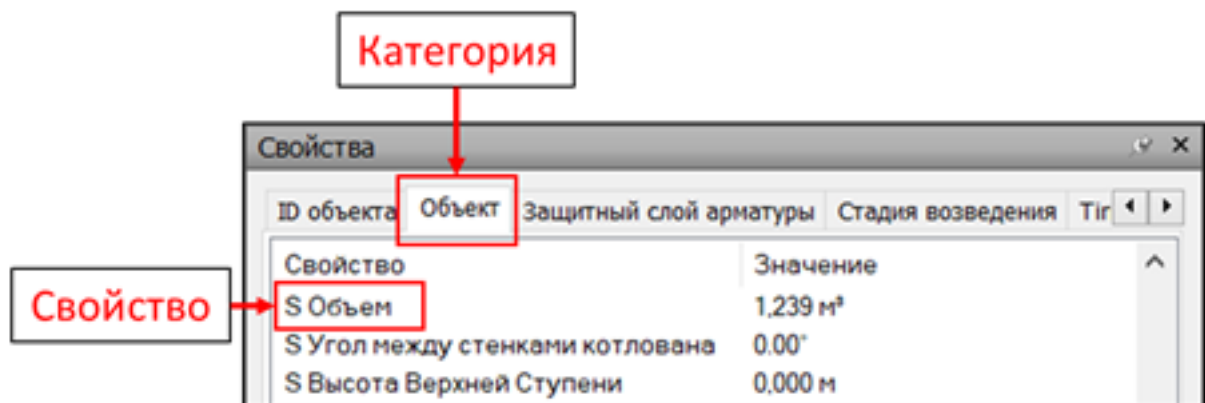 Категория
Свойства
ID объекта Объект Защитный слой арматуры Стадия возведения Tir
Свойство Значение
Свойство S Объем 1,239 м³
S Угол между стенками котлована 0.00°
S Высота Верхней Ступени 0,000 м